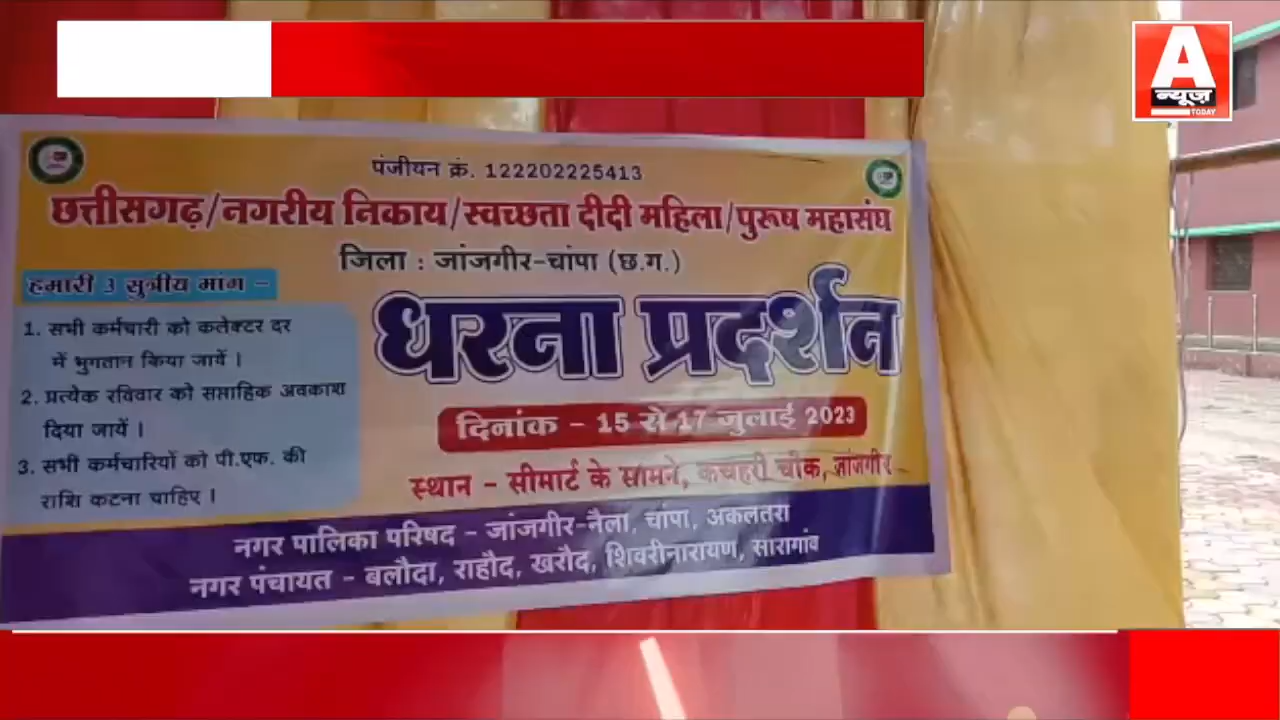 A
न्यूज़
TODAY
पंजीयन क्रं. 122202225413
छत्तीसगढ़/नगरीय निकाय/स्वच्छता दीदी महिला/पुरूष महासंघ
जिला : जांजगीर-चांपा (छ.ग.)
हमारी 3 सुत्रीय मांग -
1. सभी कर्मचारी को कलेक्टर दर
में भुगतान किया जायें ।
2. प्रत्येक रविवार को सप्ताहिक अवकाश
दिया जायें ।
3. सभी कर्मचारियों को पी.एफ. की
राशि कटना चाहिए ।
धरना प्रदर्शन
दिनांक - 15 से 17 जुलाई 2023
स्थान - सीमार्ट के सामने, कचहरी चौक, जांजगीर
नगर पालिका परिषद - जांजगीर-नैला, चांपा, अकलतरा
नगर पंचायत - बलौदा, राहौद, खरौद, शिवरीनारायण, सारागांव